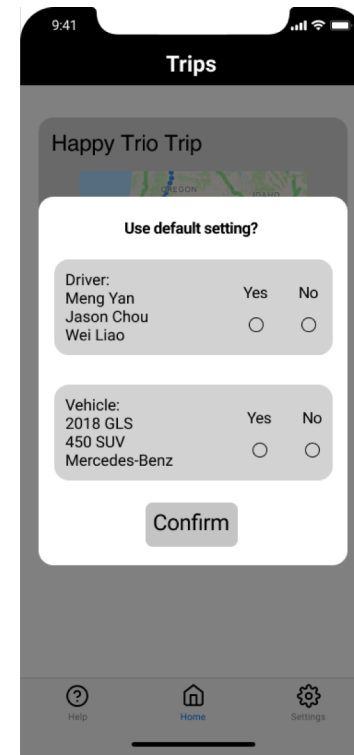 9:41
Trips
Happy Trio Trip
OREGON
IDAHO
Use default setting?
Driver:
Meng Yan
Jason Chou
Wei Liao
Yes No
Vehicle:
2018 GLS
450 SUV
Mercedes-Benz
Yes No
Confirm
Help
Home
Settings